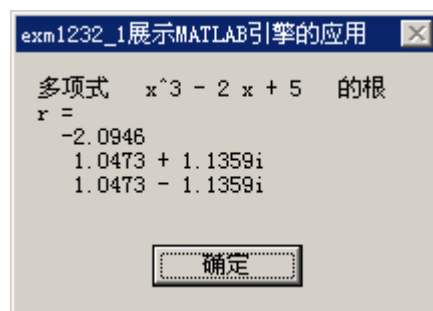 exm1232_1展示MATLAB引擎的应用
多项式 x^3 - 2 x + 5 的根
r =
-2.0946
1.0473 + 1.1359i
1.0473 - 1.1359i
确定